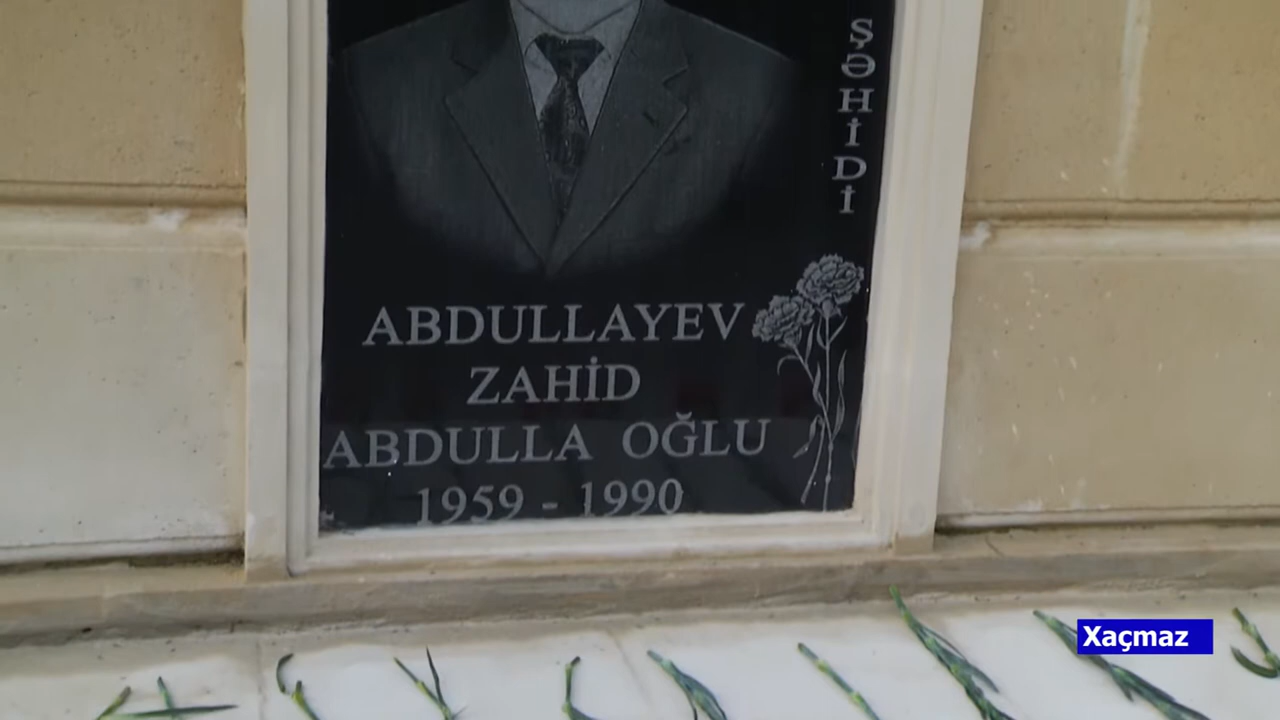 ŞƏHİDİ
ABDULLAYEV
ZAHİD
ABDULLA OĞLU
1959 - 1990
Xaçmaz